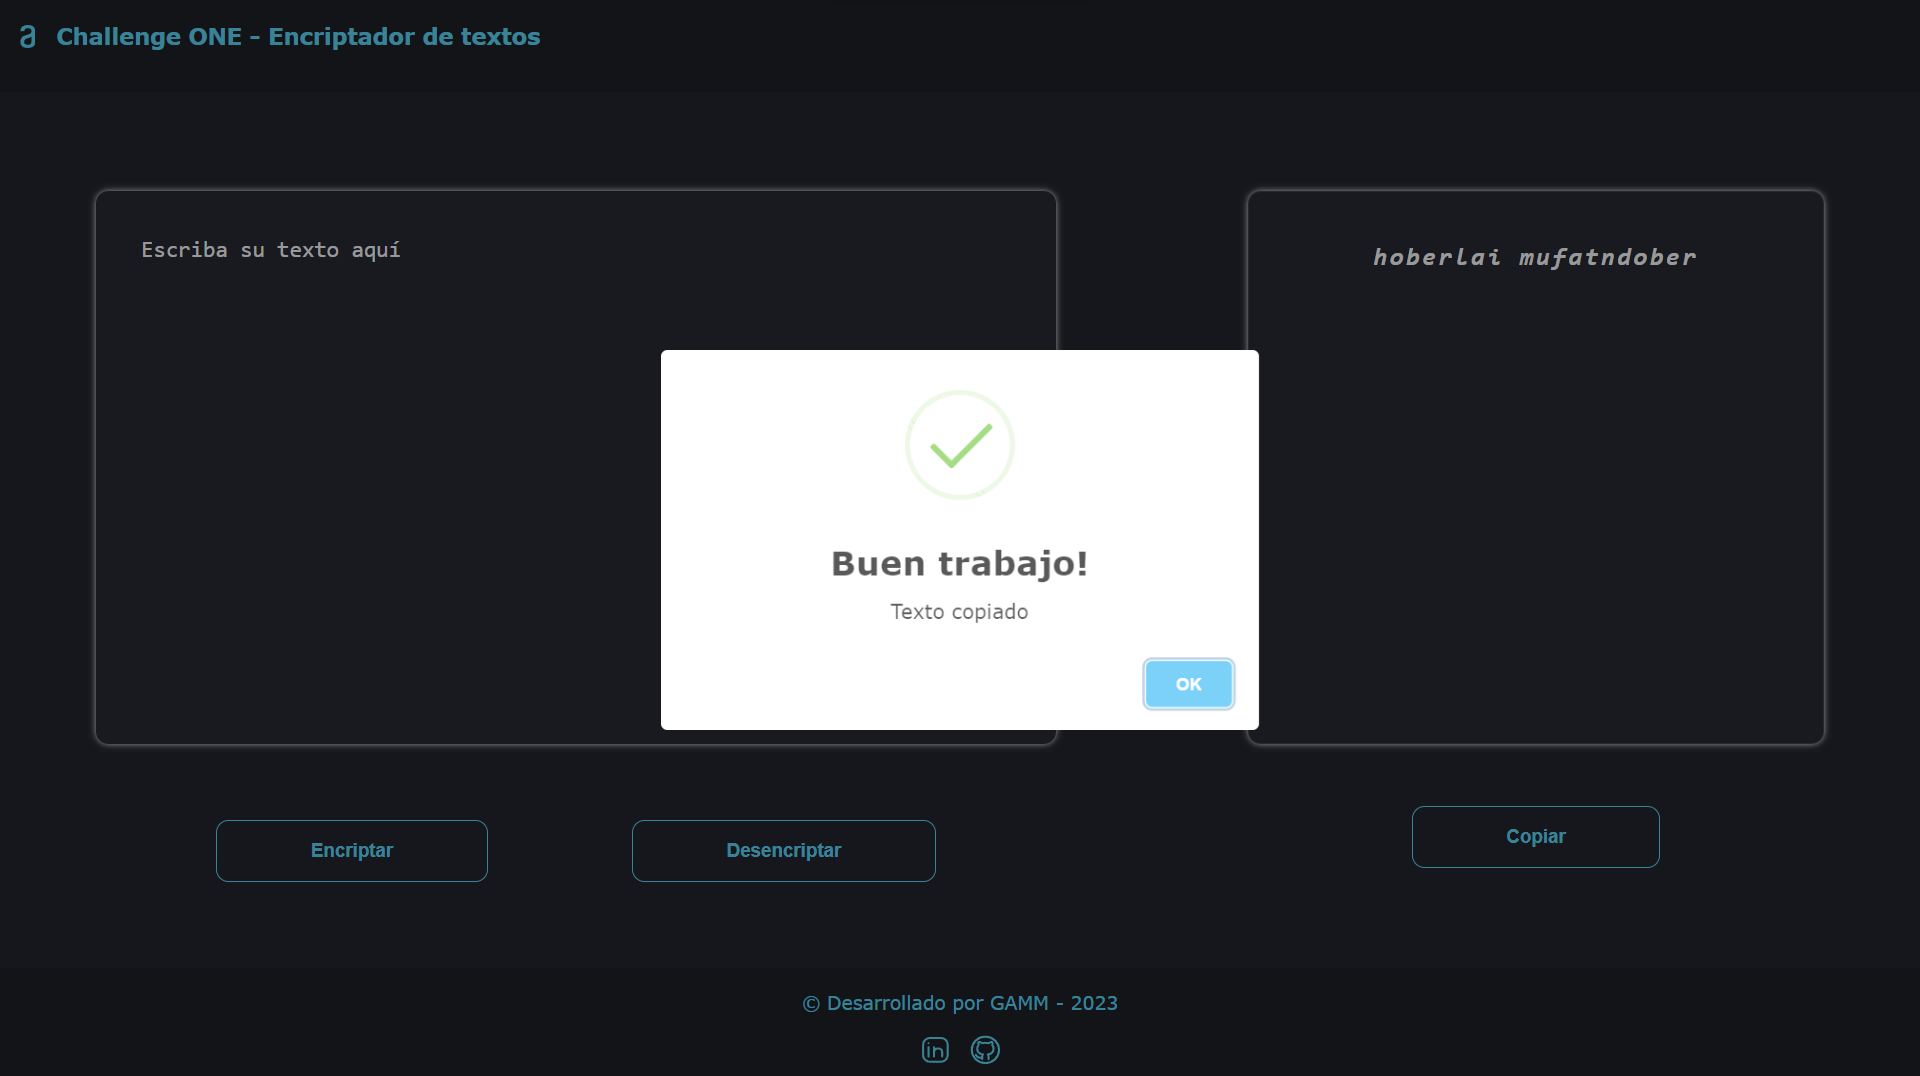 a Challenge ONE - Encriptador de textos
Escriba su texto aquí
hoberlai mufatndober
Buen trabajo!
Texto copiado
OK
Encriptar
Desencriptar
Copiar
© Desarrollado por GAMM - 2023
in